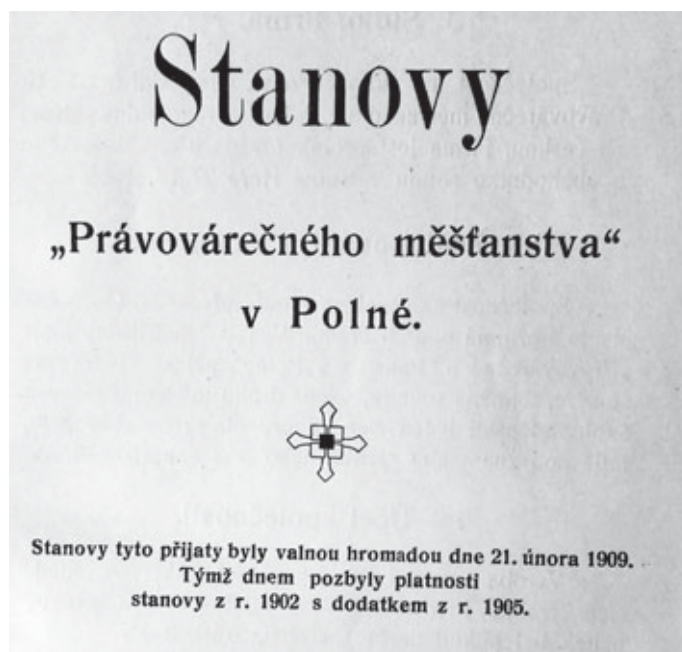 Stanovy
„Právovárečného měšťanstva“
v Polné.
Stanovy tyto přijaty byly valnou hromadou dne 21. února 1909.
Týmž dnem pozbyly platnosti
stanovy z r. 1902 s dodatkem z r. 1905.